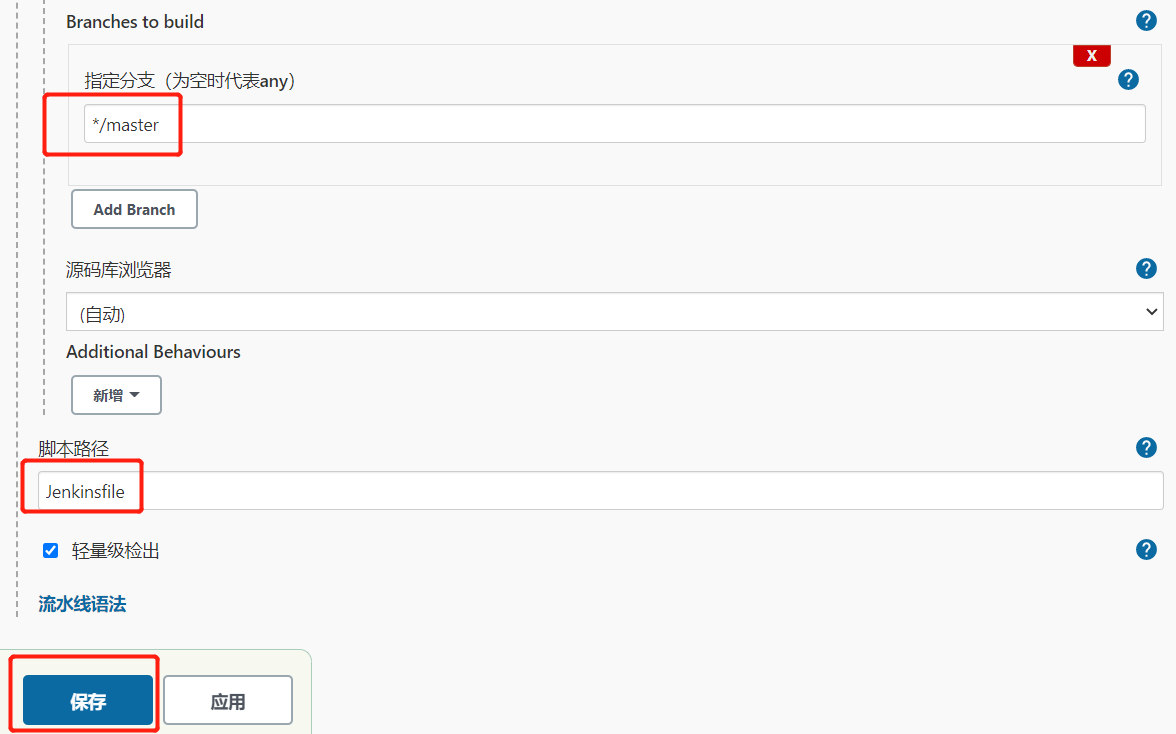 Branches to build
X
指定分支（为空时代表any）
*/master
Add Branch
源码库浏览器
(自动)
Additional Behaviours
新增
脚本路径
Jenkinsfile
轻量级检出
流水线语法
保存 应用